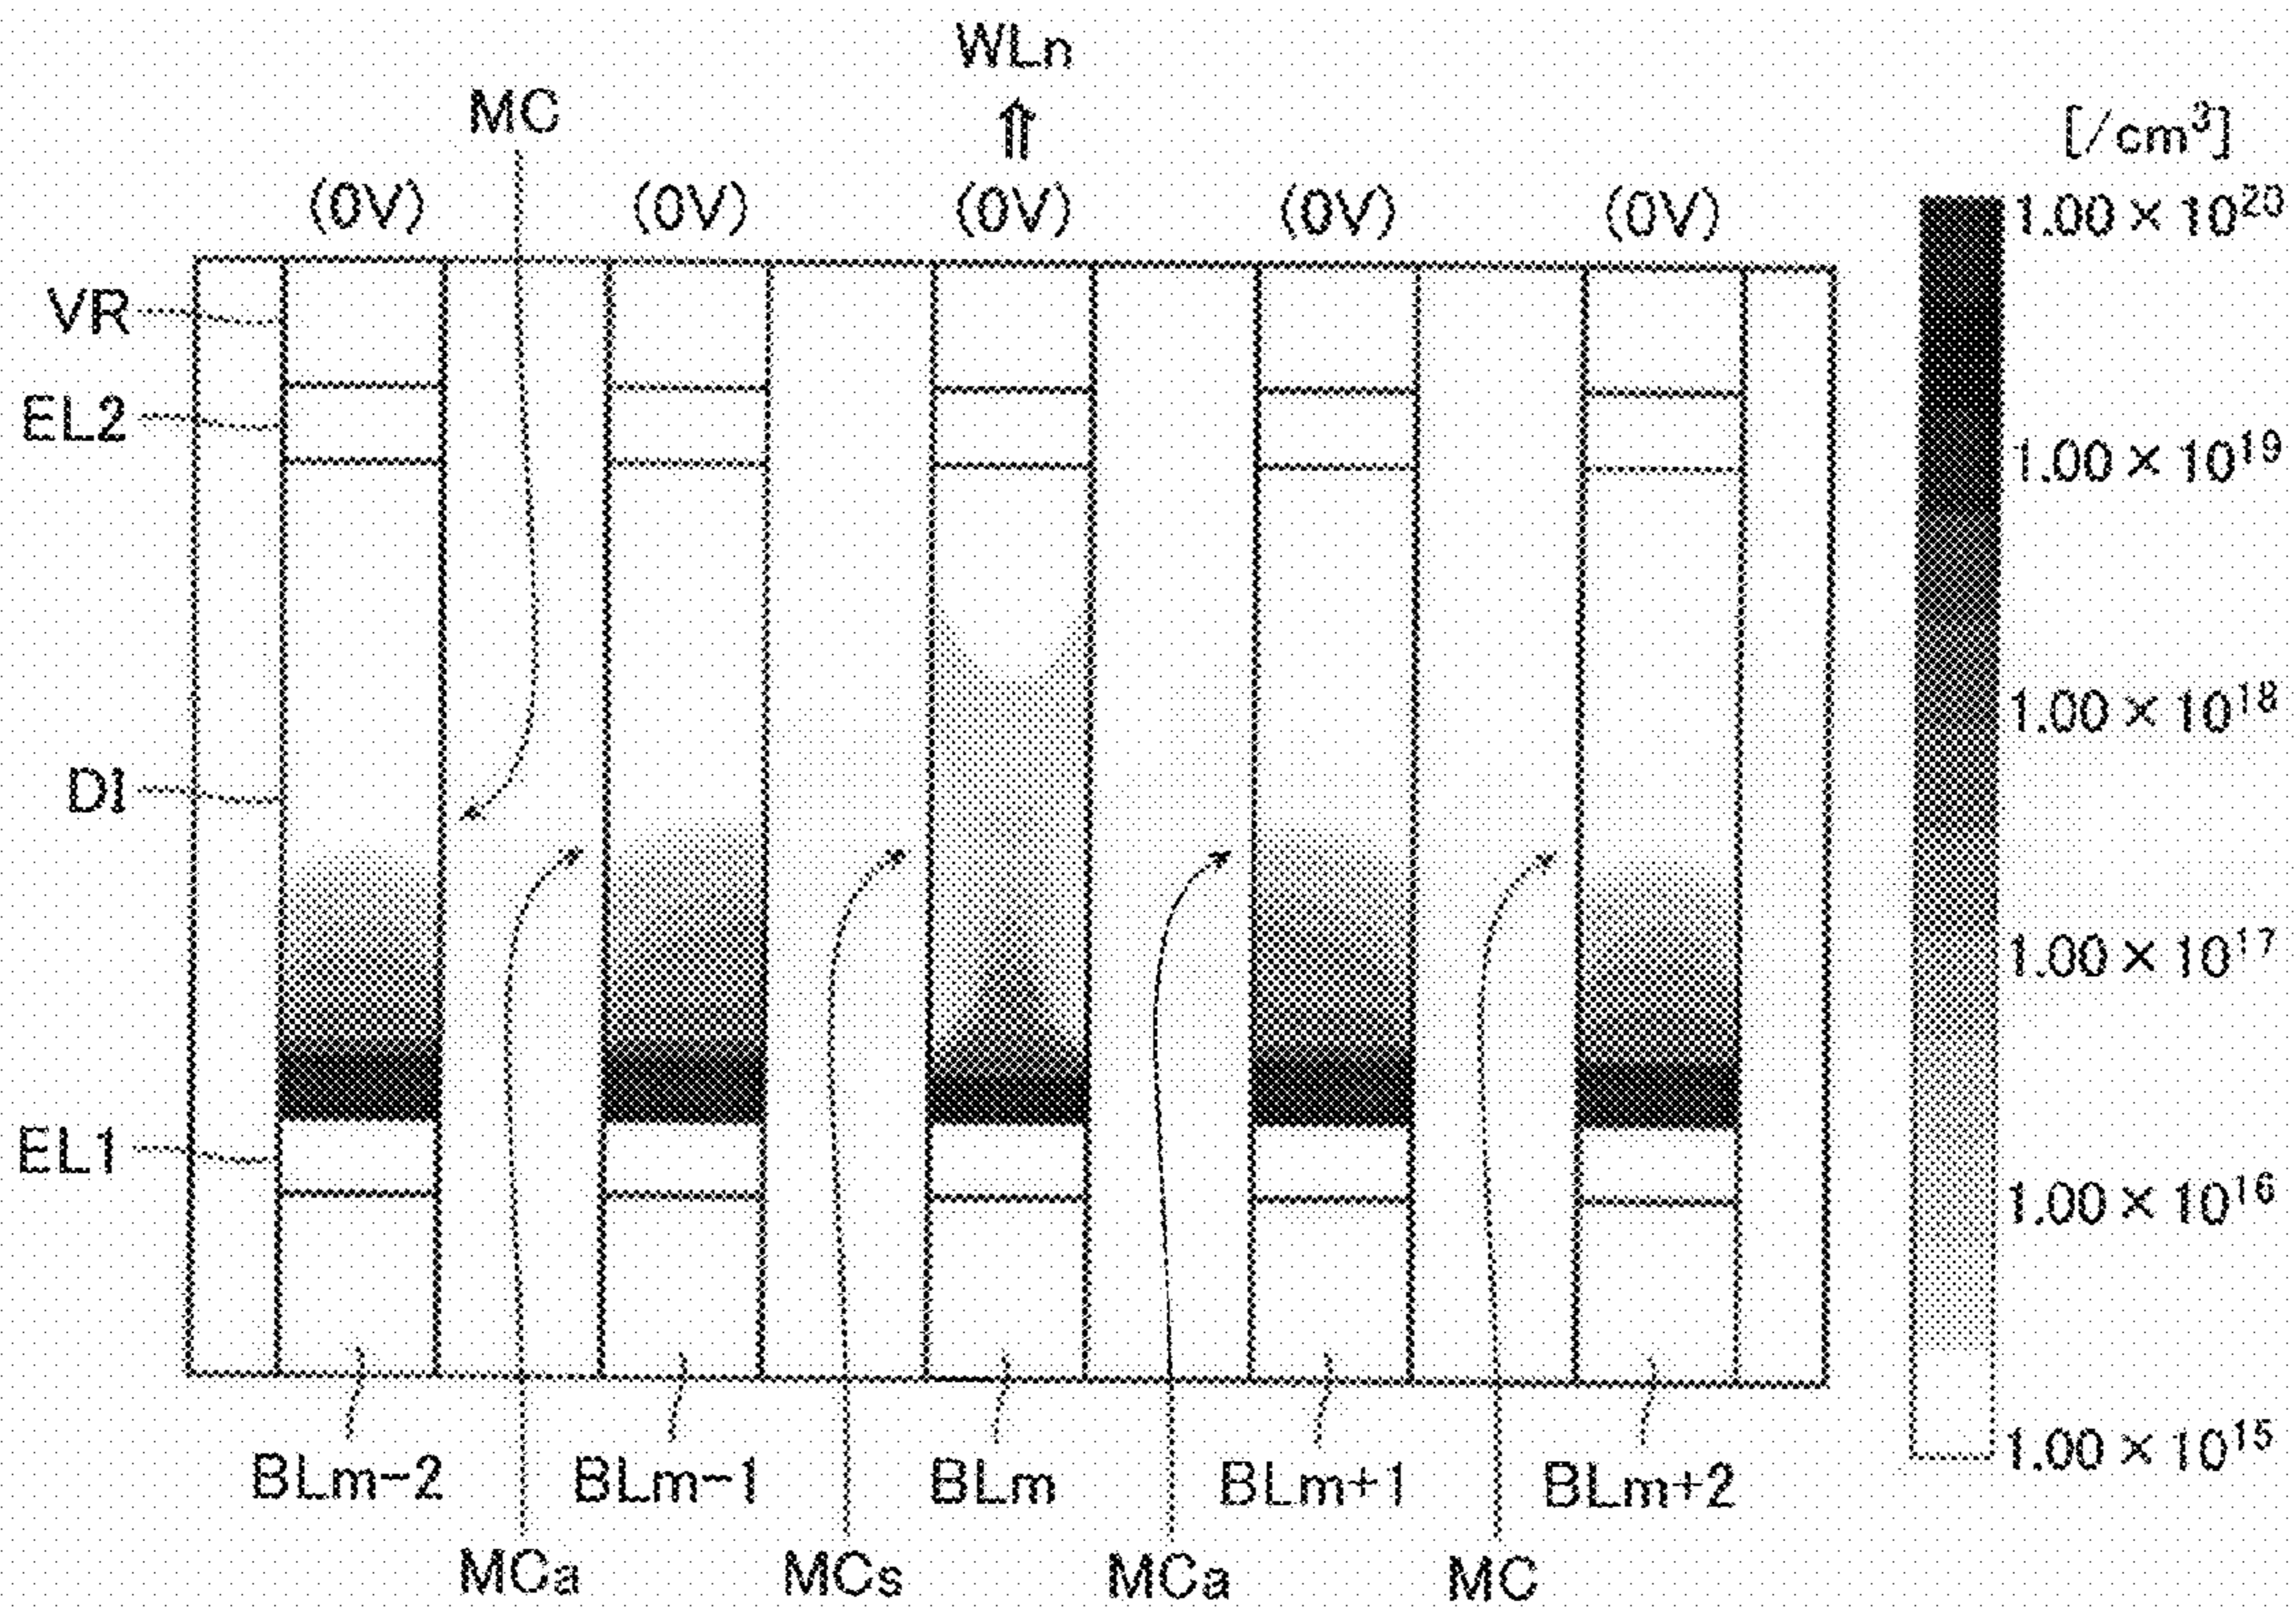 WLn
⇑
MC
[/cm³]
(0V) (0V) (0V) (0V) (0V)
1.00 × 10²⁰
VR
EL2
1.00 × 10¹⁹
1.00 × 10¹⁸
DI
1.00 × 10¹⁷
EL1
1.00 × 10¹⁶
1.00 × 10¹⁵
BLm-2 BLm-1 BLm BLm+1 BLm+2
MCa MCs MCa MC